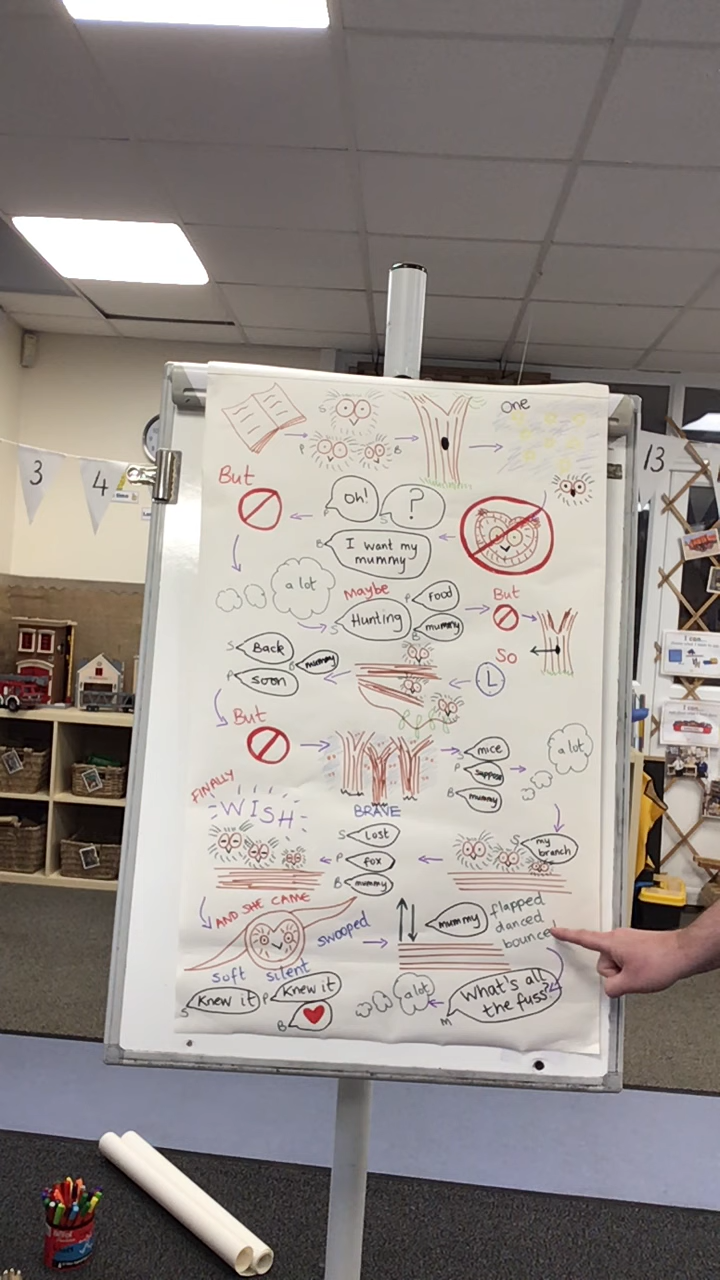 One
S
P
B
But
oh!
P
?
S
I want my
mummy
B
a lot
Maybe
Food
P
Hunting
S
mummy
B
But
So
Back
S
mummy
B
soon
P
L
But
mice
S
suppose
P
mummy
B
a lot
BRAVE
FINALLY
WISH
Lost
S
fox
P
mummy
B
my
branch
S
AND SHE CAME
swooped
soft silent
mummy
flapped
danced
bounced
Knew it
S
Knew it
P
B
a lot
What's all
the fuss?
M
3
4
13
I can...
I can...